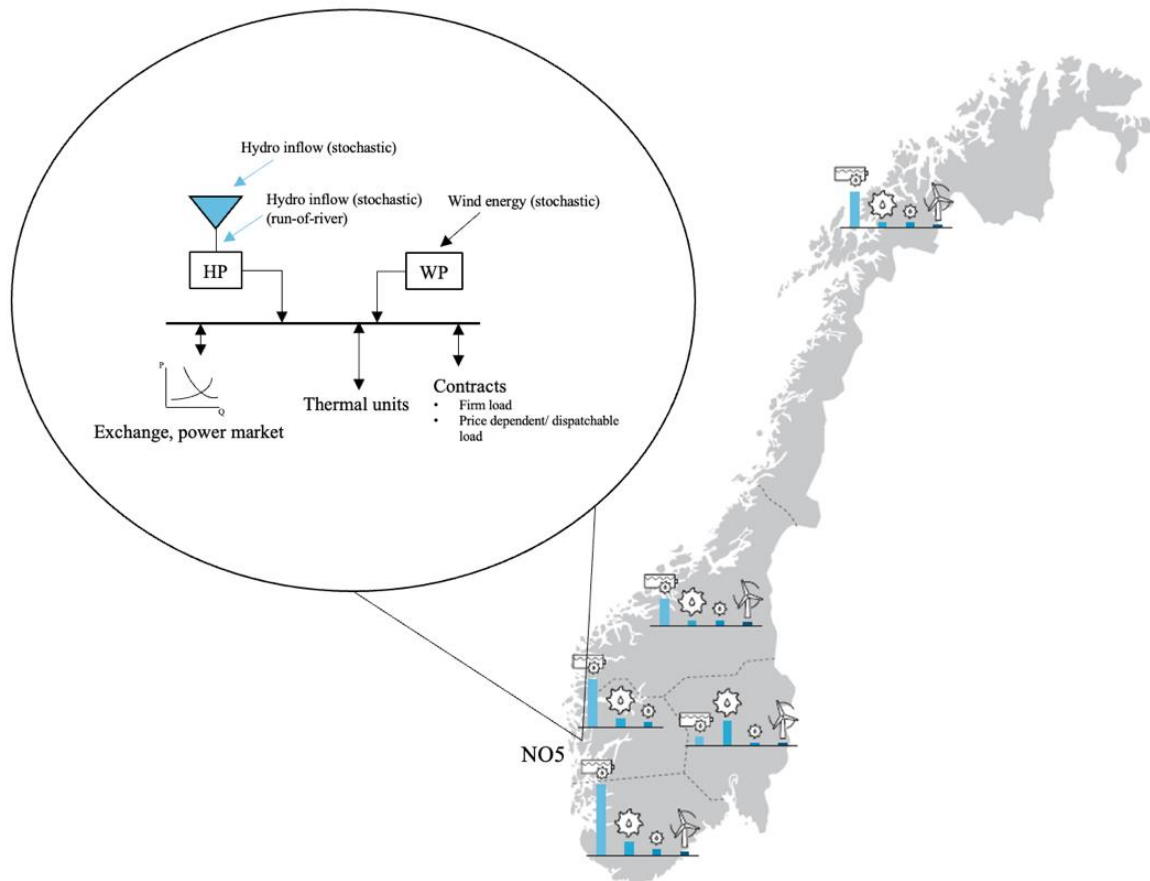 Hydro inflow (stochastic)
Hydro inflow (stochastic)
(run-of-river)
Wind energy (stochastic)
HP
WP
P
Q
Exchange, power market
Thermal units
Contracts
• Firm load
• Price dependent/ dispatchable
load
NO5